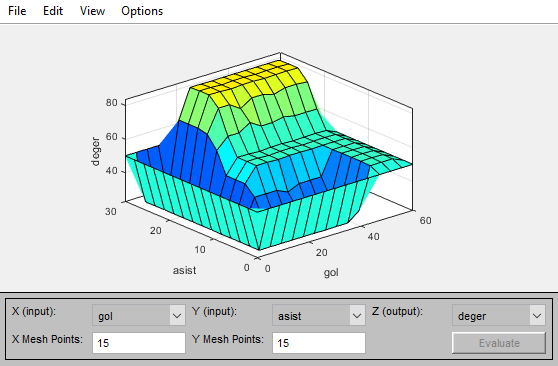 File Edit View Options
80
60
40
deger
30
20
10
0
asist
0
20
40
60
gol
X (input): gol Y (input): asist Z (output): deger
X Mesh Points: 15 Y Mesh Points: 15 Evaluate